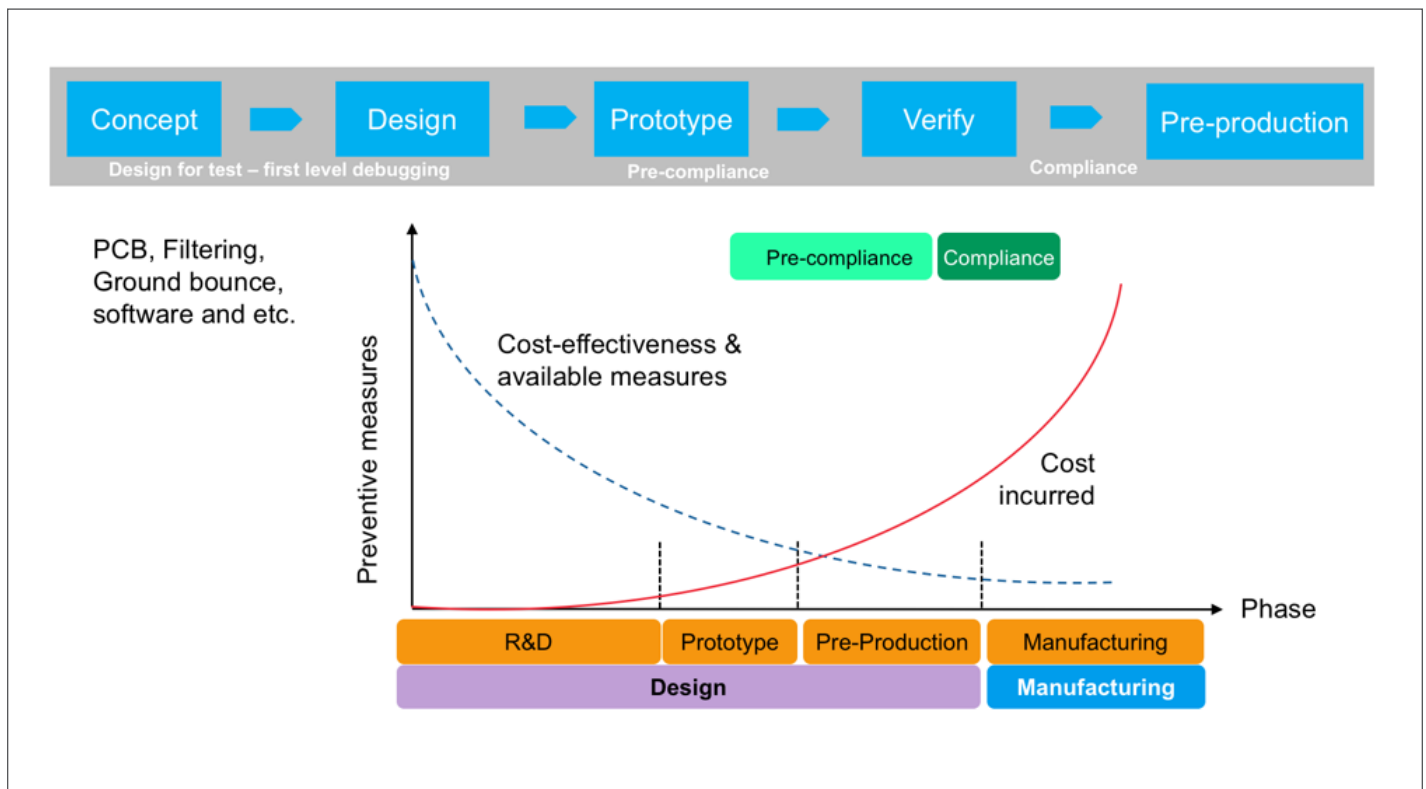 Concept
Design
Prototype
Verify
Pre-production
Design for test – first level debugging
Pre-compliance
Compliance
PCB, Filtering,
Ground bounce,
software and etc.
Pre-compliance
Compliance
Preventive measures
Cost-effectiveness &
available measures
Cost
incurred
Phase
R&D
Prototype
Pre-Production
Manufacturing
Design
Manufacturing